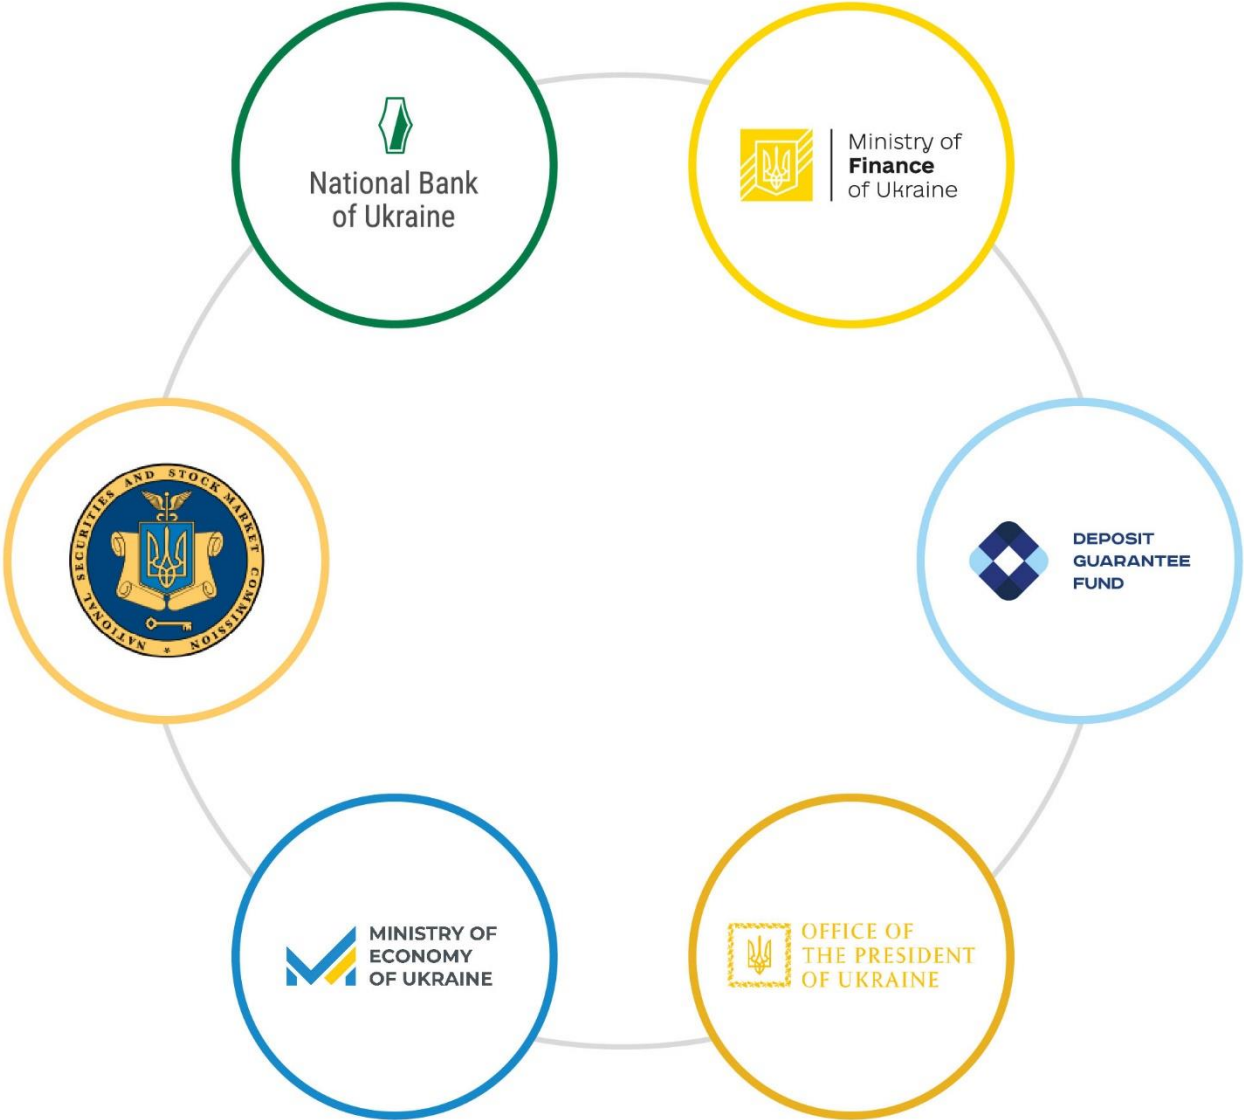 National Bank
of Ukraine
Ministry of
Finance
of Ukraine
NATIONAL SECURITIES AND STOCK MARKET COMMISSION
DEPOSIT
GUARANTEE
FUND
MINISTRY OF
ECONOMY
OF UKRAINE
OFFICE OF
THE PRESIDENT
OF UKRAINE